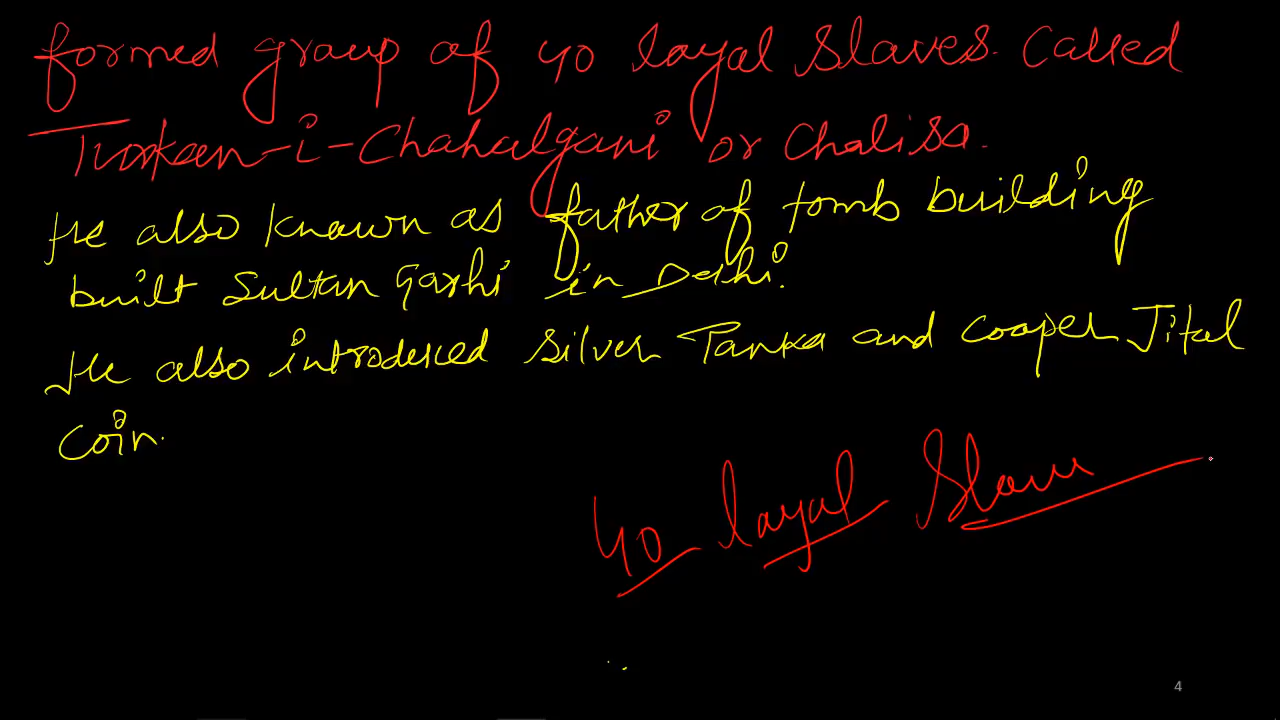 formed group of 40 loyal Slaves. Called
Turkan-i-Chahalgani or Chalisa.
He also known as father of tomb building
built Sultan Garhi in Delhi.
He also introduced Silver Tanka and Cooper Jital
Coin.
40 loyal Slave
4